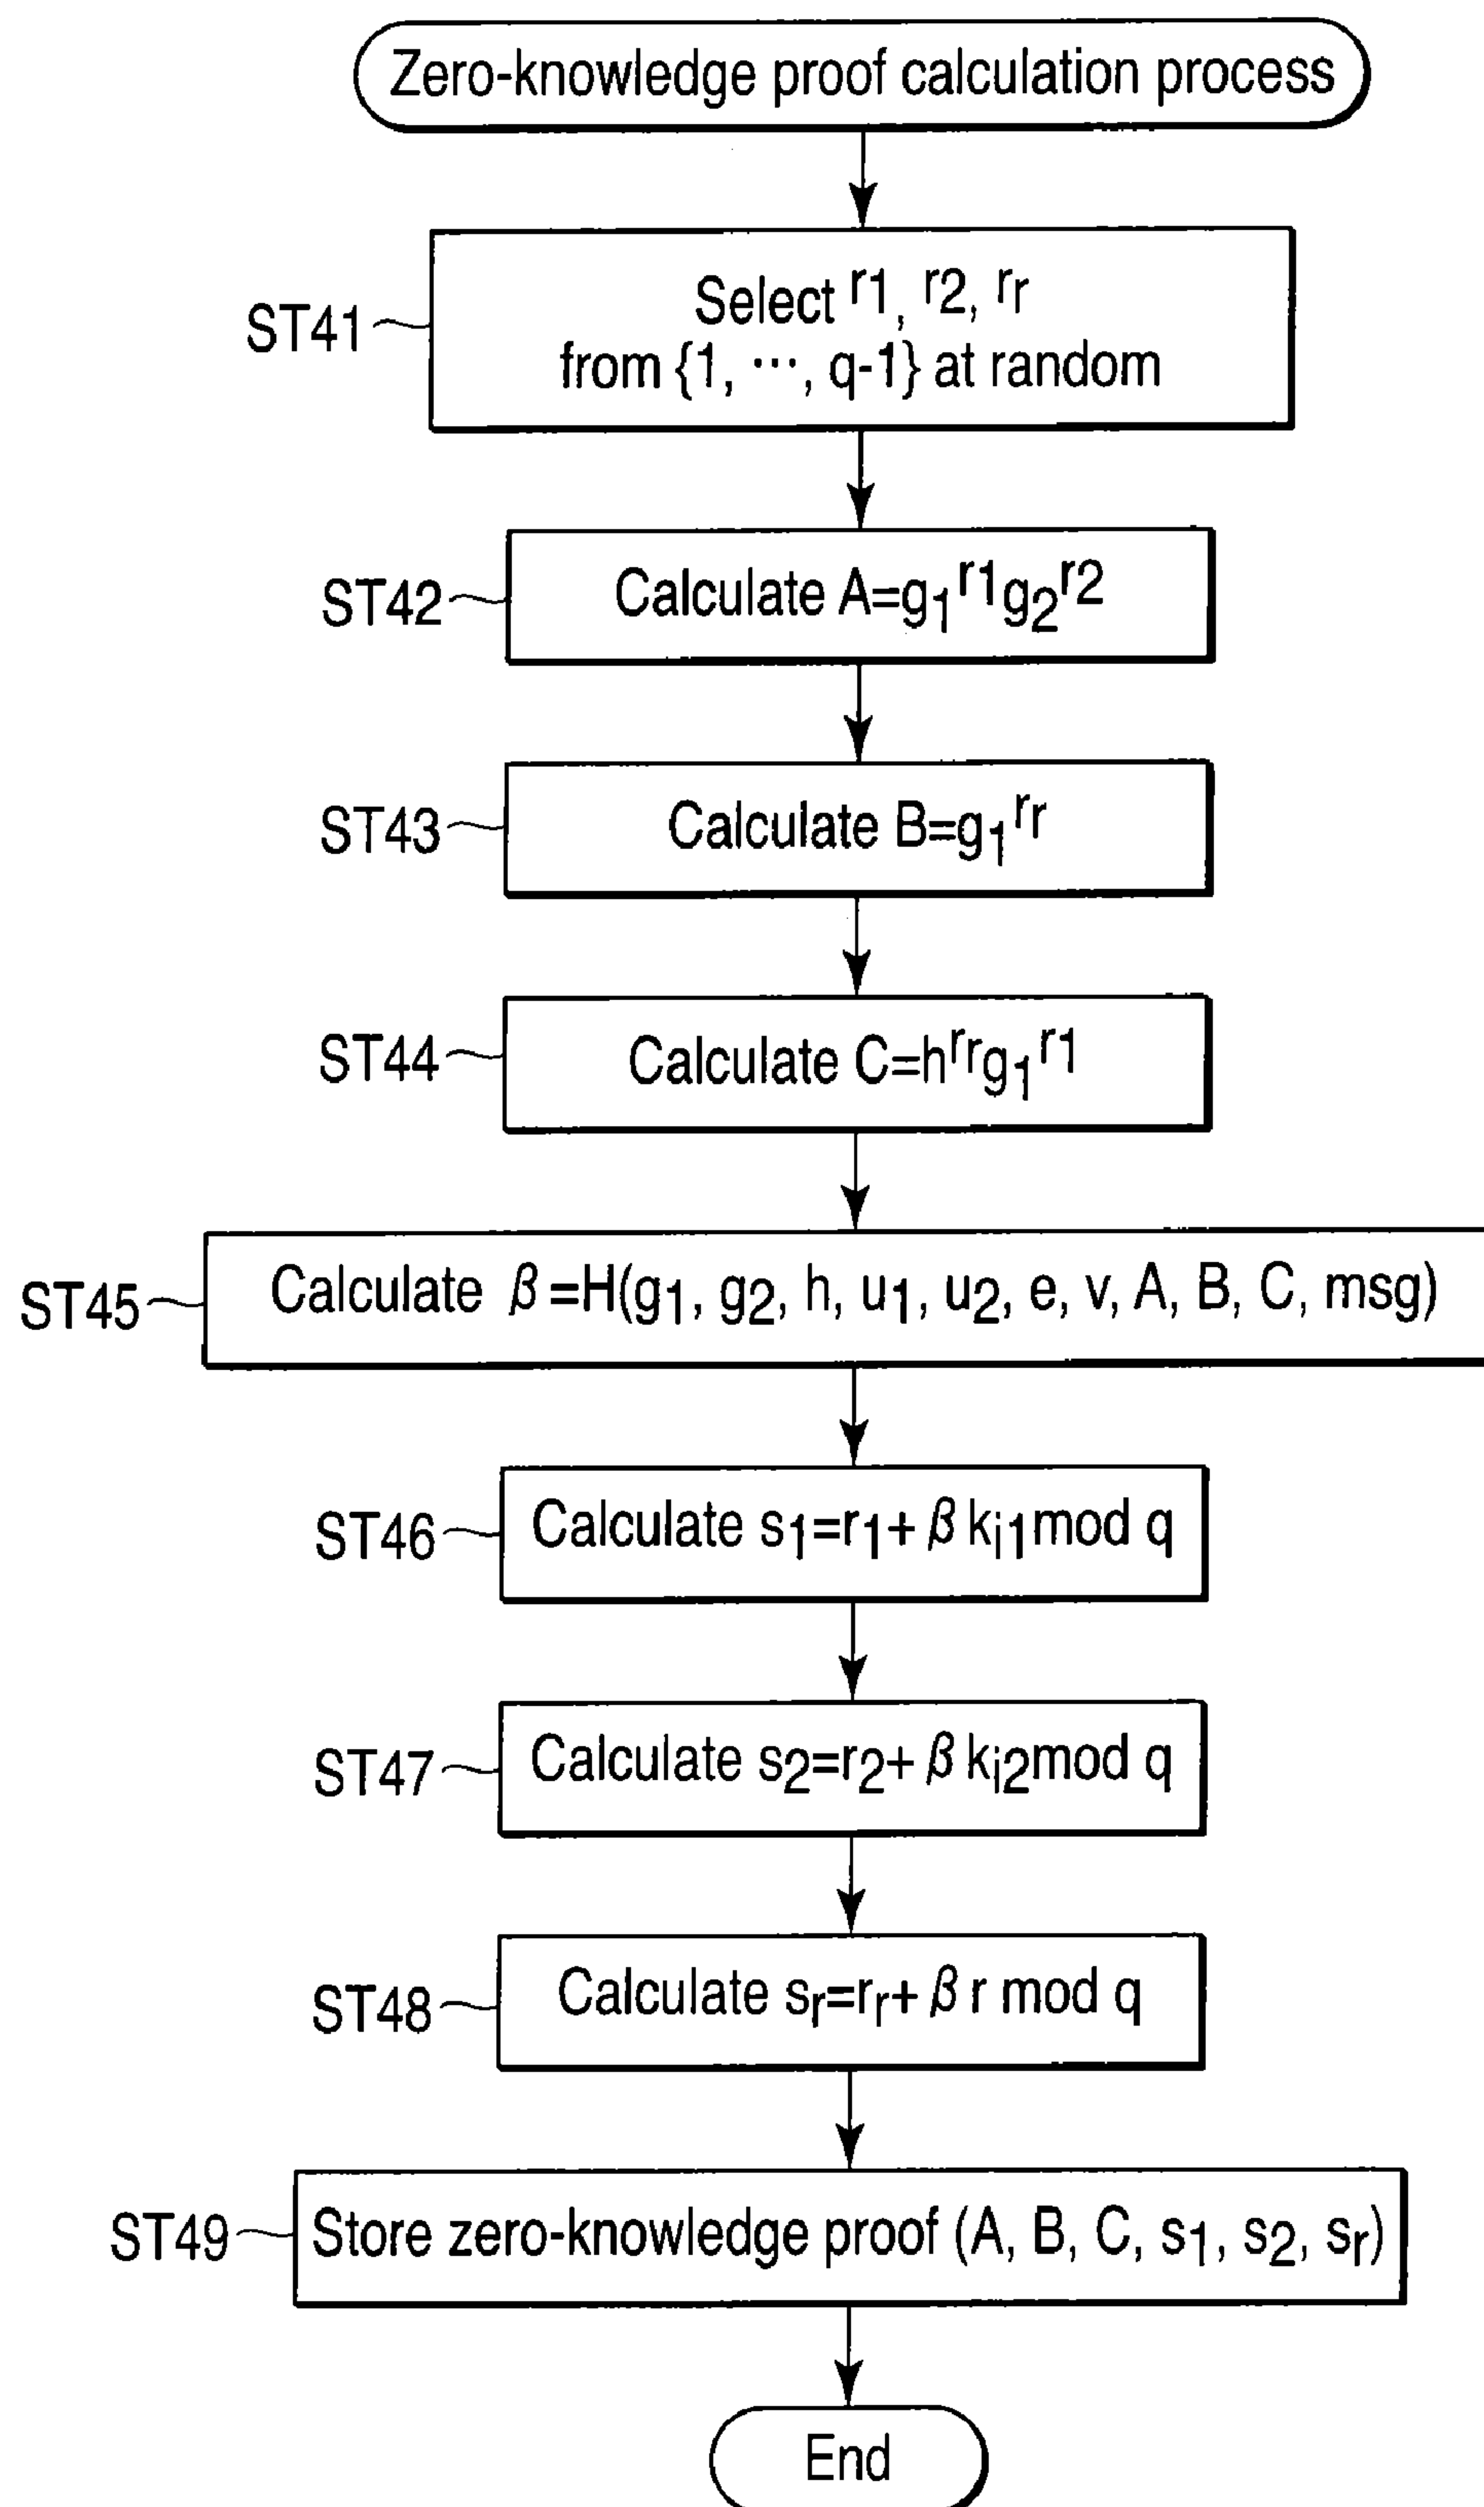 Zero-knowledge proof calculation process
ST41
Select r1, r2, rr
from {1, ···, q-1} at random
ST42
Calculate A=g1r1g2r2
ST43
Calculate B=g1rr
ST44
Calculate C=hrrg1r1
ST45
Calculate β=H(g1, g2, h, u1, u2, e, v, A, B, C, msg)
ST46
Calculate s1=r1+βki1mod q
ST47
Calculate s2=r2+βki2mod q
ST48
Calculate sr=rr+βr mod q
ST49
Store zero-knowledge proof (A, B, C, s1, s2, sr)
End